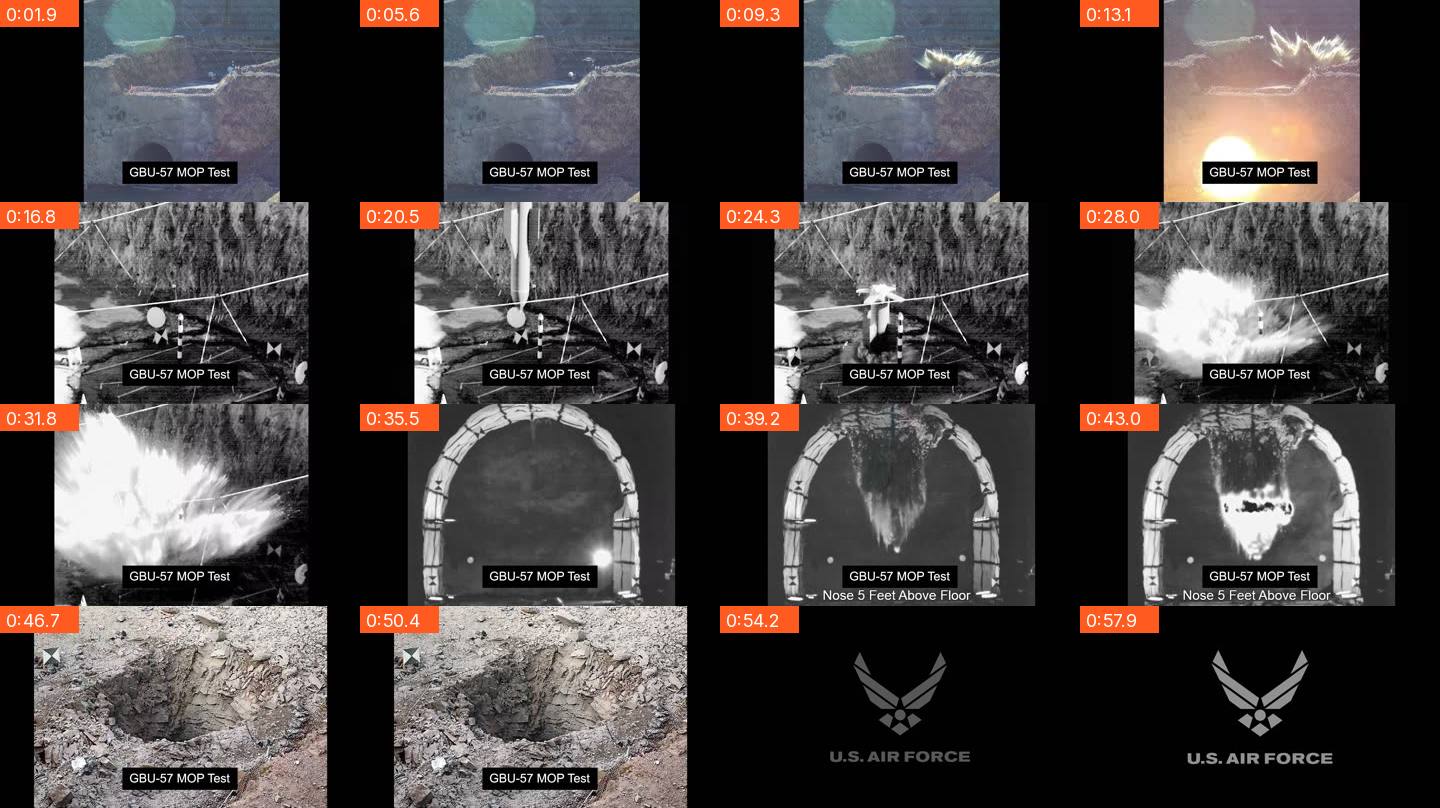 0:01.9
0:05.6
0:09.3
0:13.1
GBU-57 MOP Test
GBU-57 MOP Test
GBU-57 MOP Test
GBU-57 MOP Test
0:16.8
0:20.5
0:24.3
0:28.0
GBU-57 MOP Test
GBU-57 MOP Test
GBU-57 MOP Test
GBU-57 MOP Test
0:31.8
0:35.5
0:39.2
0:43.0
GBU-57 MOP Test
GBU-57 MOP Test
GBU-57 MOP Test
GBU-57 MOP Test
Nose 5 Feet Above Floor
Nose 5 Feet Above Floor
0:46.7
0:50.4
0:54.2
0:57.9
U.S. AIR FORCE
U.S. AIR FORCE
GBU-57 MOP Test
GBU-57 MOP Test